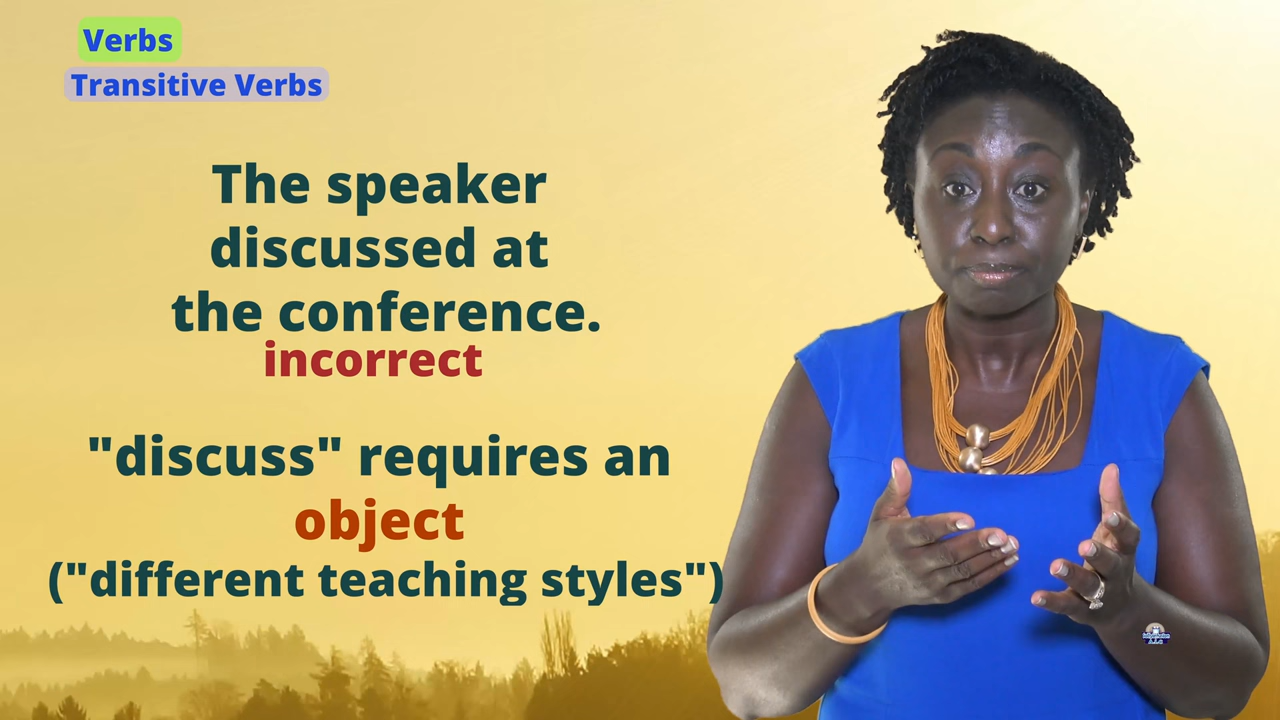 Verbs
Transitive Verbs
The speaker
discussed at
the conference.
incorrect
"discuss" requires an
object
("different teaching styles")